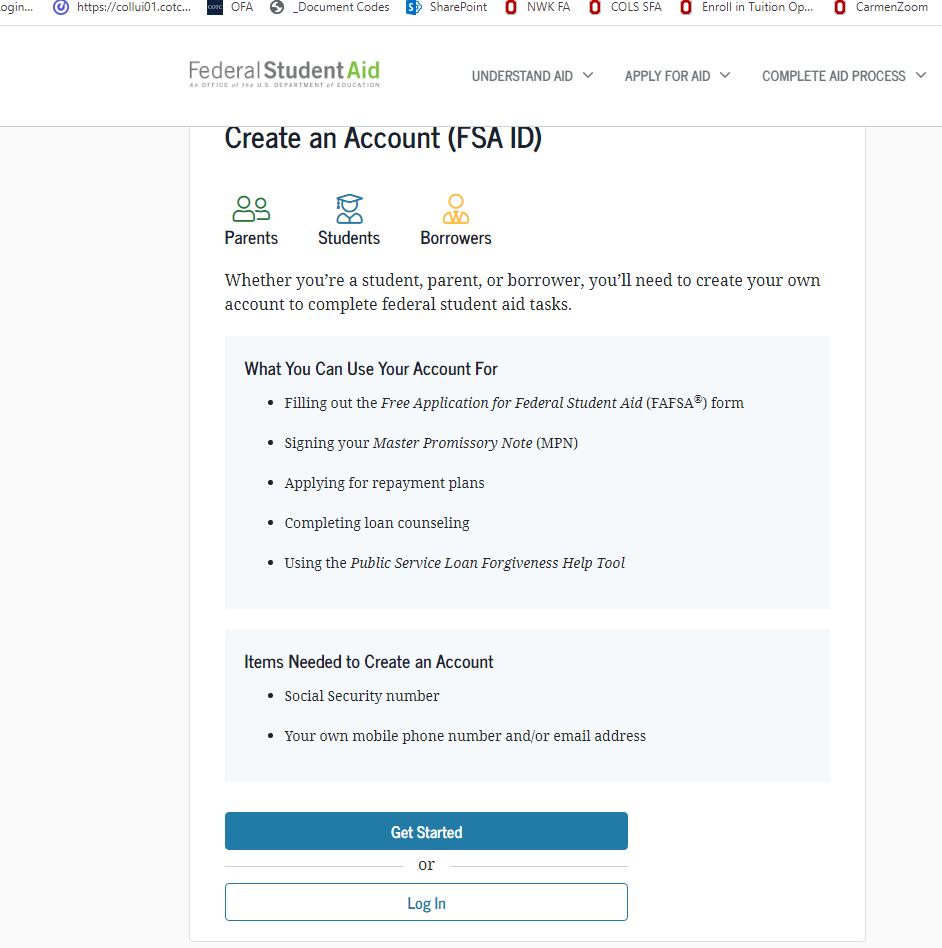 ogin... https://collui01.cotc... COTC OFA _Document Codes SharePoint NWK FA COLS SFA Enroll in Tuition Op... CarmenZoom
Federal Student Aid
An OFFICE of the U.S. DEPARTMENT of EDUCATION
UNDERSTAND AID APPLY FOR AID COMPLETE AID PROCESS
Create an Account (FSA ID)
Parents Students Borrowers
Whether you’re a student, parent, or borrower, you’ll need to create your own
account to complete federal student aid tasks.
What You Can Use Your Account For
• Filling out the Free Application for Federal Student Aid (FAFSA®) form
• Signing your Master Promissory Note (MPN)
• Applying for repayment plans
• Completing loan counseling
• Using the Public Service Loan Forgiveness Help Tool
Items Needed to Create an Account
• Social Security number
• Your own mobile phone number and/or email address
Get Started
or
Log In